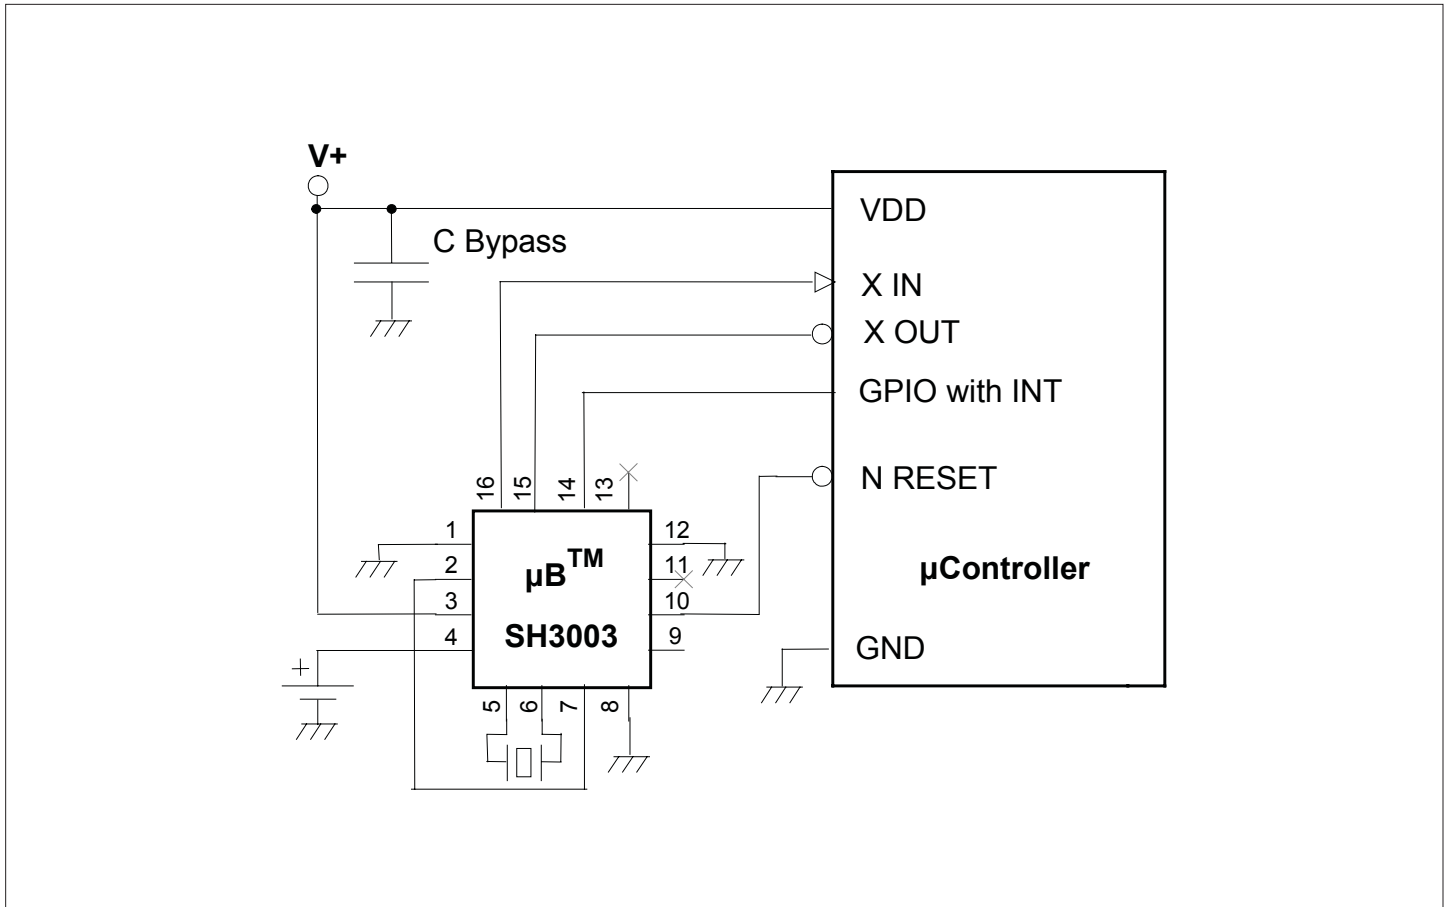 V+
C Bypass
VDD
X IN
X OUT
GPIO with INT
N RESET
µController
GND
16 15 14 13
1
2
3
4
12
11
10
9
µB™
SH3003
5 6 7 8
+